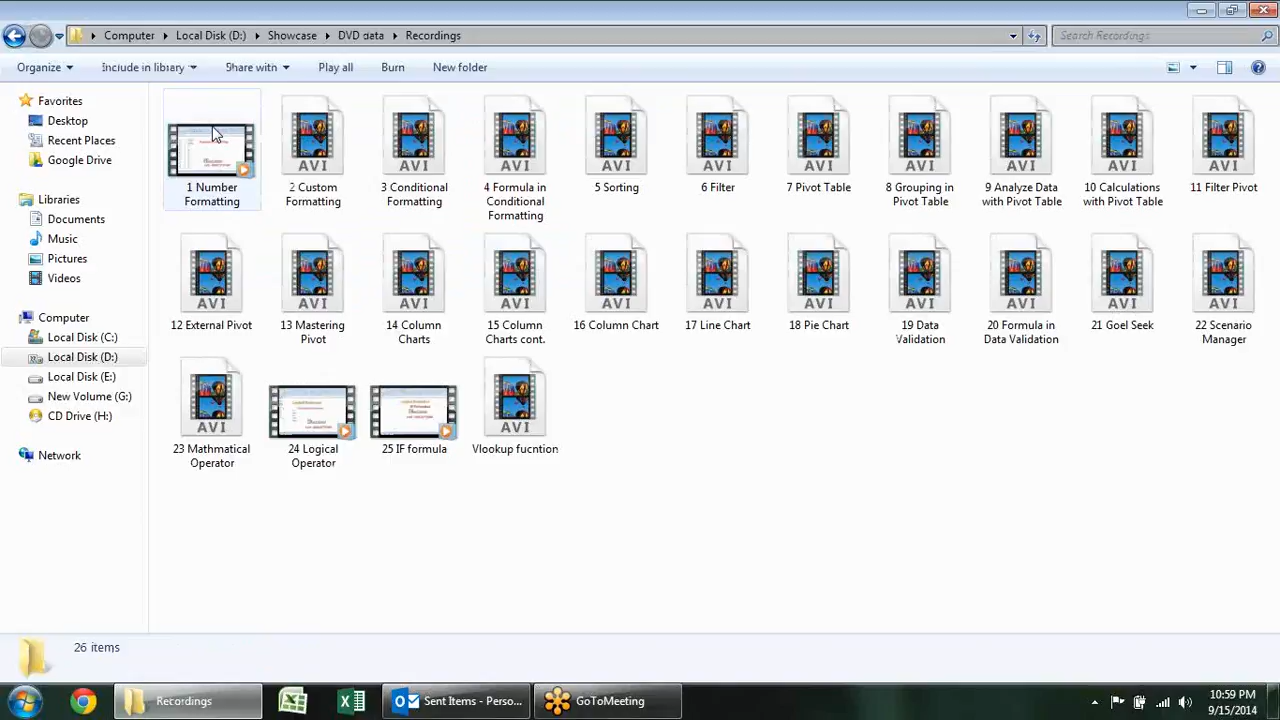 Computer ▸ Local Disk (D:) ▸ Showcase ▸ DVD data ▸ Recordings
Search Recordings
Organize Include in library Share with Play all Burn New folder
Favorites
Desktop
Recent Places
Google Drive
Libraries
Documents
Music
Pictures
Videos
Computer
Local Disk (C:)
Local Disk (D:)
Local Disk (E:)
New Volume (G:)
CD Drive (H:)
Network
1 Number
Formatting
AVI
2 Custom
Formatting
AVI
3 Conditional
Formatting
AVI
4 Formula in
Conditional
Formatting
AVI
5 Sorting
AVI
6 Filter
AVI
7 Pivot Table
AVI
8 Grouping in
Pivot Table
AVI
9 Analyze Data
with Pivot Table
AVI
10 Calculations
with Pivot Table
AVI
11 Filter Pivot
AVI
12 External Pivot
AVI
13 Mastering
Pivot
AVI
14 Column
Charts
AVI
15 Column
Charts cont.
AVI
16 Column Chart
AVI
17 Line Chart
AVI
18 Pie Chart
AVI
19 Data
Validation
AVI
20 Formula in
Data Validation
AVI
21 Goel Seek
AVI
22 Scenario
Manager
AVI
23 Mathmatical
Operator
24 Logical
Operator
25 IF formula
AVI
Vlookup fucntion
26 items
Recordings
Sent Items - Perso...
GoToMeeting
10:59 PM
9/15/2014